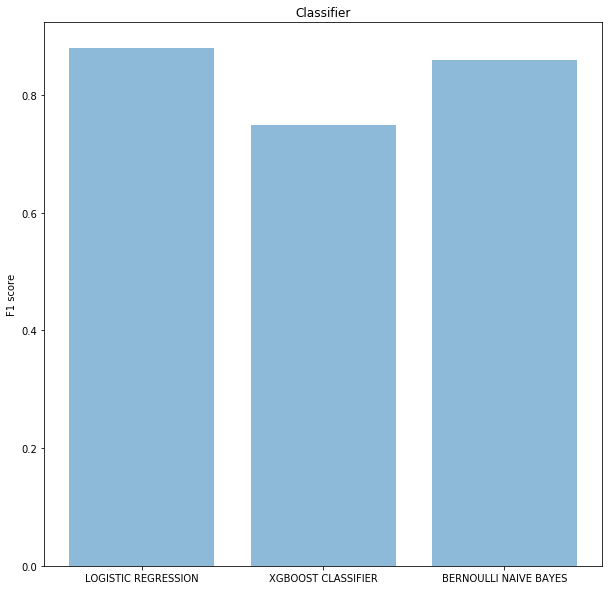 Classifier
F1 score
0.8
0.6
0.4
0.2
0.0
LOGISTIC REGRESSION
XGBOOST CLASSIFIER
BERNOULLI NAIVE BAYES